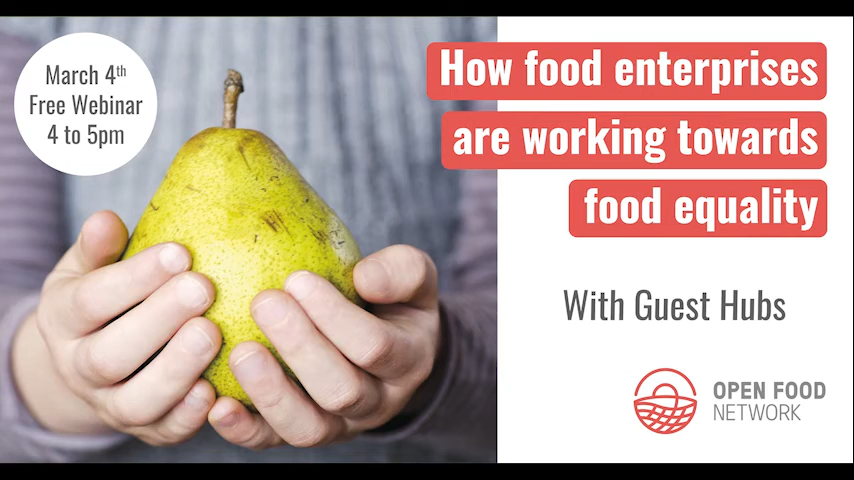 March 4th
Free Webinar
4 to 5pm
How food enterprises
are working towards
food equality
With Guest Hubs
OPEN FOOD
NETWORK